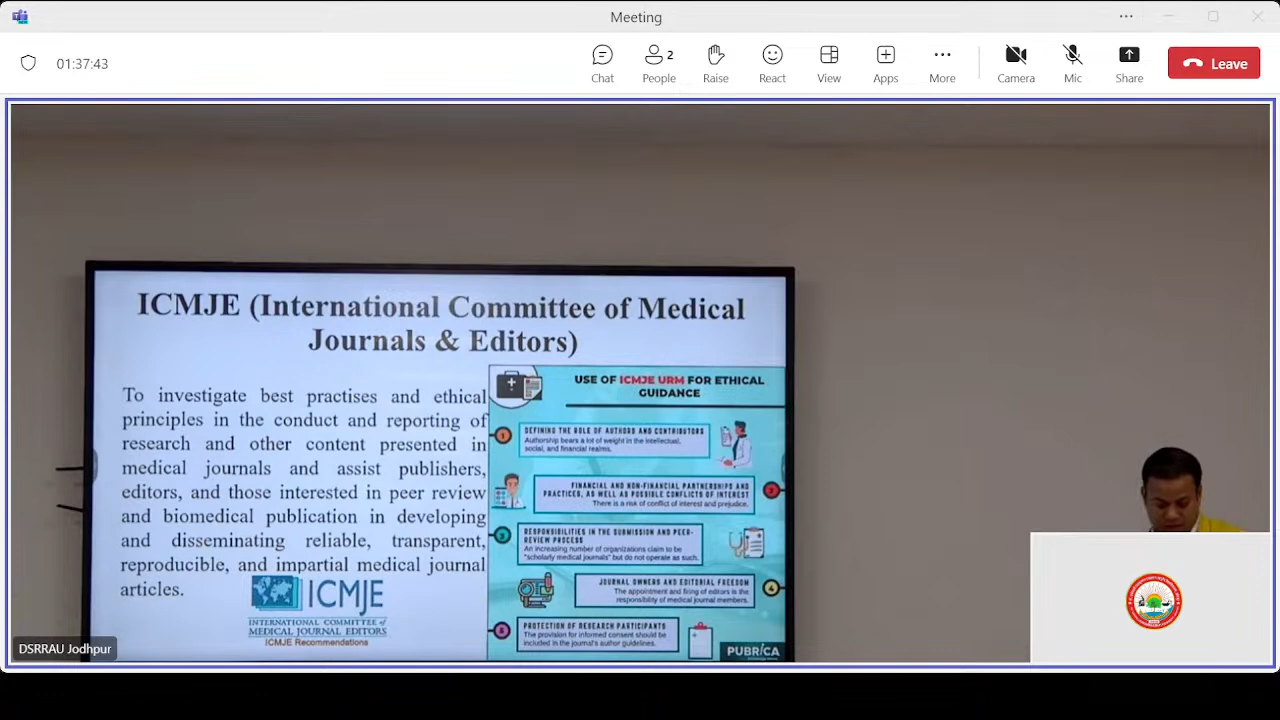 Meeting
01:37:43
Chat
2
People
Raise
React
View
Apps
More
Camera
Mic
Share
Leave
ICMJE (International Committee of Medical
Journals & Editors)
To investigate best practises and ethical
principles in the conduct and reporting of
research and other content presented in
medical journals and assist publishers,
editors, and those interested in peer review
and biomedical publication in developing
and disseminating reliable, transparent,
reproducible, and impartial medical journal
articles.
ICMJE
INTERNATIONAL COMMITTEE of
MEDICAL JOURNAL EDITORS
ICMJE Recommendations
USE OF ICMJE URM FOR ETHICAL
GUIDANCE
1
DEFINING THE ROLE OF AUTHORS AND CONTRIBUTORS
Authorship bears a lot of weight in the intellectual,
social, and financial realms.
FINANCIAL AND NON-FINANCIAL PARTNERSHIPS AND
PRACTICES, AS WELL AS POSSIBLE CONFLICTS OF INTEREST
There is a risk of conflict of interest and prejudice.
RESPONSIBILITIES IN THE SUBMISSION AND PEER-
REVIEW PROCESS
An increasing number of organizations claim to be
"scholarly medical journals" but do not operate as such.
JOURNAL OWNERS AND EDITORIAL FREEDOM
The appointment and firing of editors is the
responsibility of medical journal members.
4
PROTECTION OF RESEARCH PARTICIPANTS
The provision for informed consent should be
included in the journal's author guidelines.
PUBRICA
DSRRAU Jodhpur